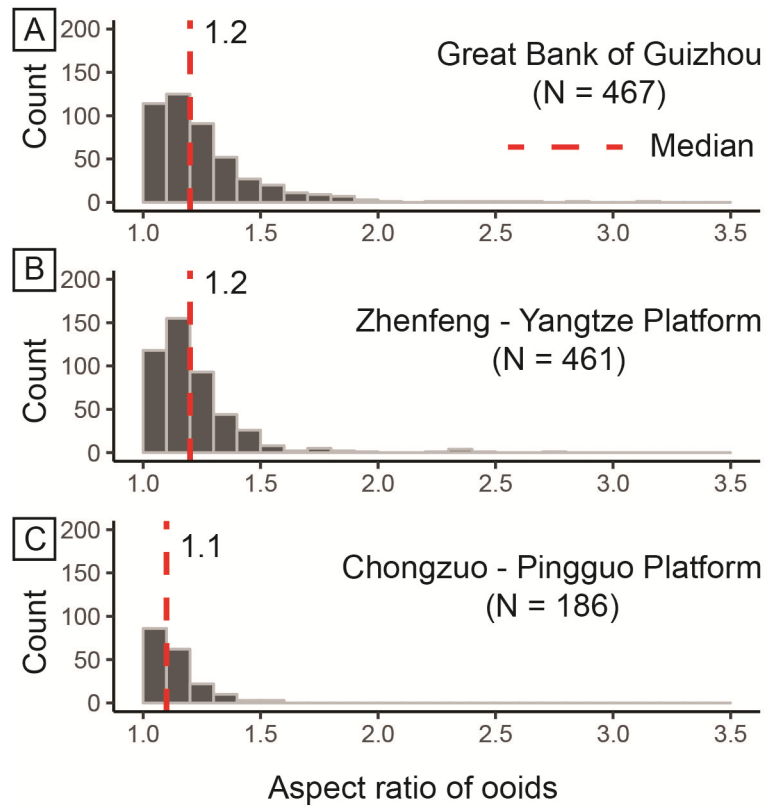 A
200
150
100
50
0
Count
1.2
Great Bank of Guizhou
(N = 467)
Median
1.0 1.5 2.0 2.5 3.0 3.5
B
200
150
100
50
0
Count
1.2
Zhenfeng - Yangtze Platform
(N = 461)
1.0 1.5 2.0 2.5 3.0 3.5
C
200
150
100
50
0
Count
1.1
Chongzuo - Pingguo Platform
(N = 186)
1.0 1.5 2.0 2.5 3.0 3.5
Aspect ratio of ooids